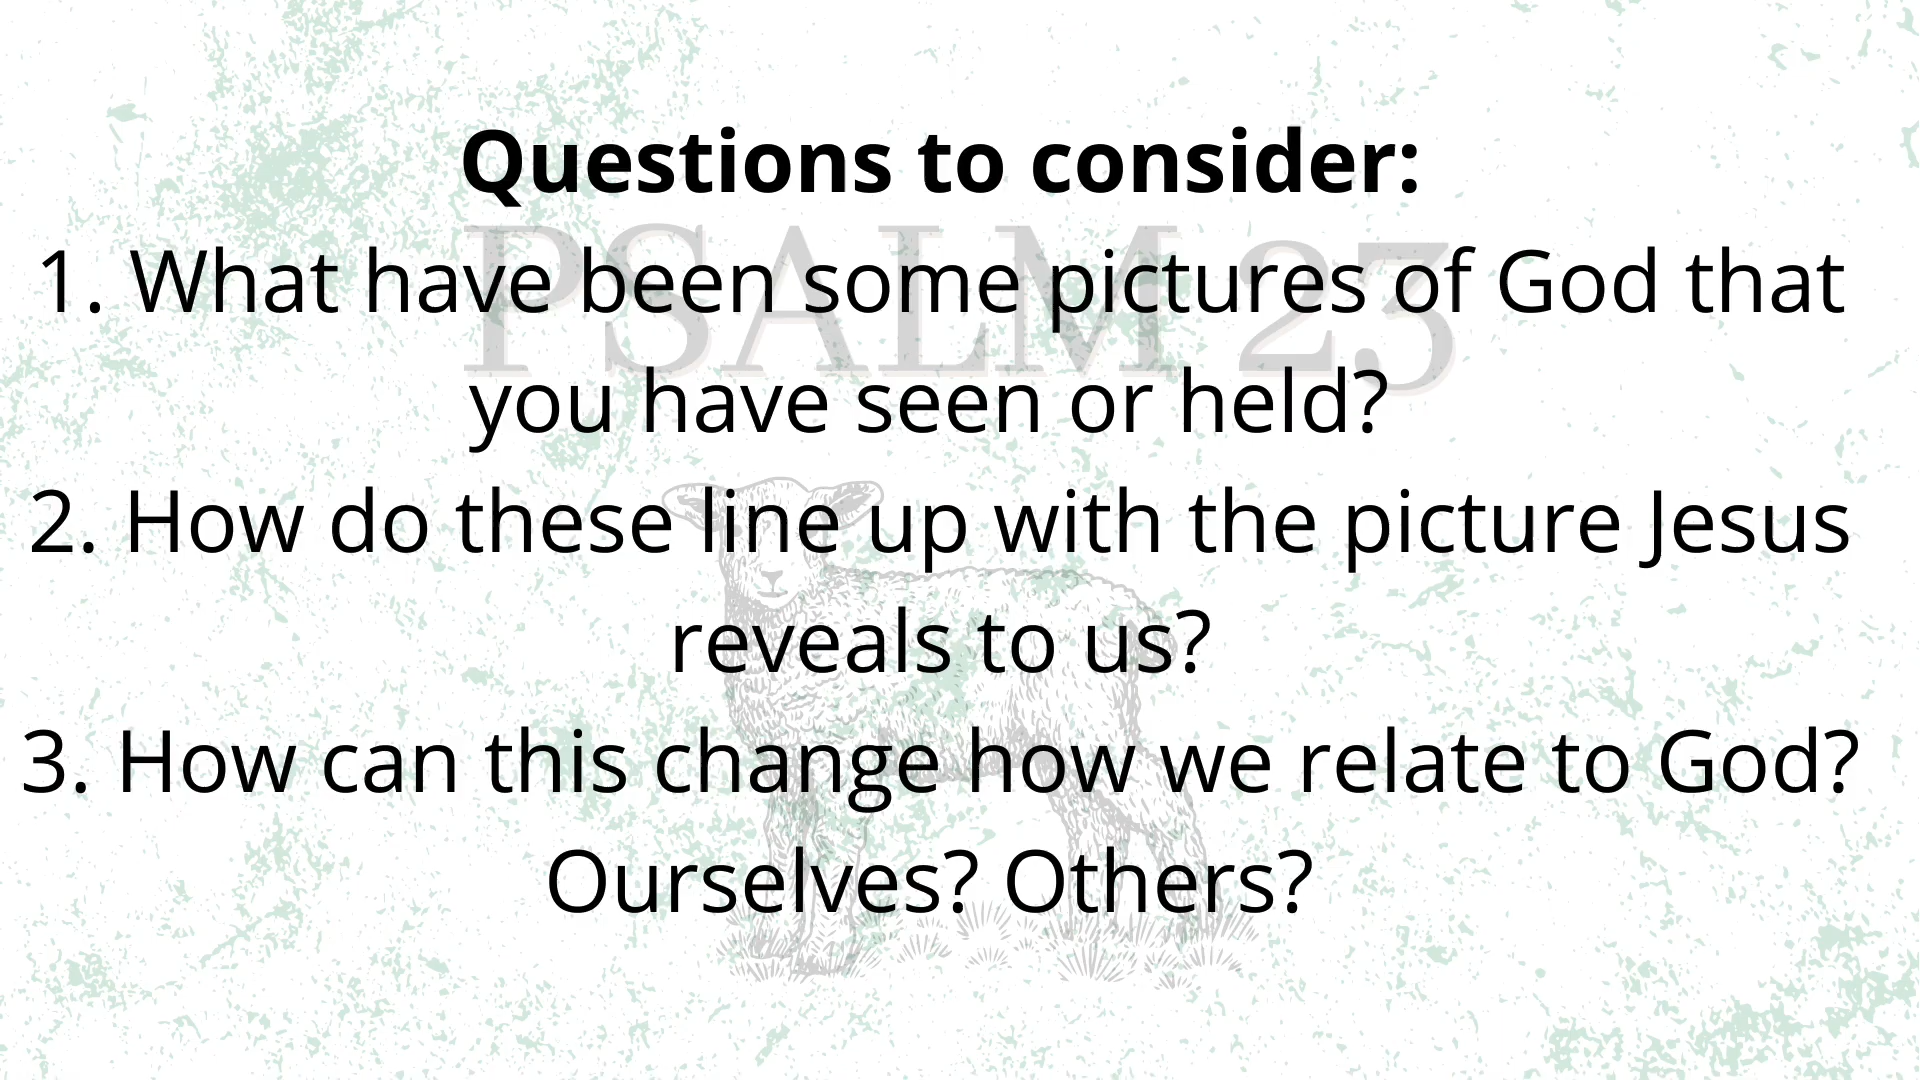 Questions to consider:
PSALM 23
1. What have been some pictures of God that
you have seen or held?
2. How do these line up with the picture Jesus
reveals to us?
3. How can this change how we relate to God?
Ourselves? Others?